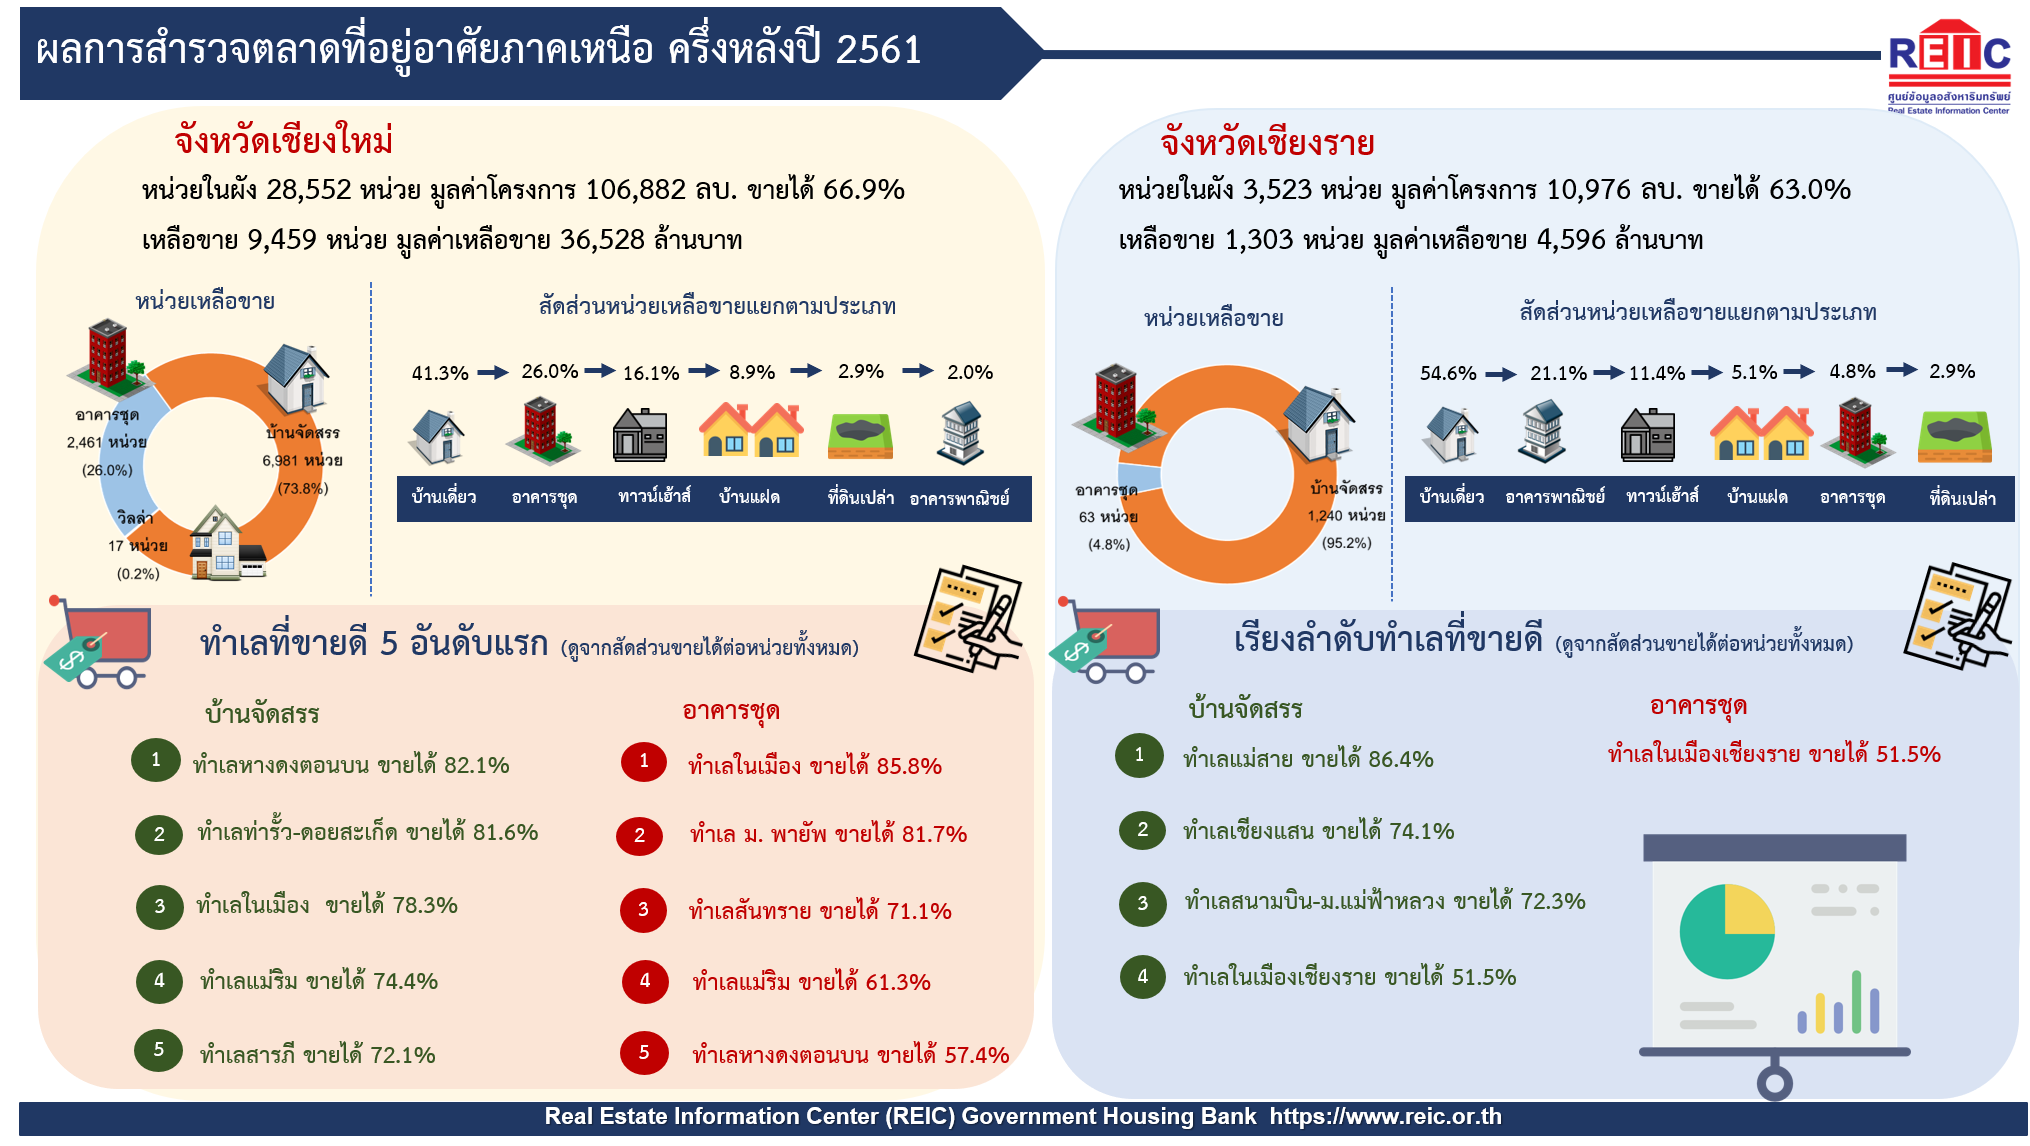 ผลการสำรวจตลาดที่อยู่อาศัยภาคเหนือ ครึ่งหลังปี 2561
REIC
ศูนย์ข้อมูลอสังหาริมทรัพย์
Real Estate Information Center
จังหวัดเชียงใหม่
หน่วยในผัง 28,552 หน่วย มูลค่าโครงการ 106,882 ลบ. ขายได้ 66.9%
เหลือขาย 9,459 หน่วย มูลค่าเหลือขาย 36,528 ล้านบาท
หน่วยเหลือขาย
อาคารชุด
2,461 หน่วย
(26.0%)
บ้านจัดสรร
6,981 หน่วย
(73.8%)
วิลล่า
17 หน่วย
(0.2%)
สัดส่วนหน่วยเหลือขายแยกตามประเภท
41.3% 26.0% 16.1% 8.9% 2.9% 2.0%
บ้านเดี่ยว อาคารชุด ทาวน์เฮ้าส์ บ้านแฝด ที่ดินเปล่า อาคารพาณิชย์
ทำเลที่ขายดี 5 อันดับแรก (ดูจากสัดส่วนขายได้ต่อหน่วยทั้งหมด)
บ้านจัดสรร
1 ทำเลหางดงตอนบน ขายได้ 82.1%
2 ทำเลท่ารั้ว-ดอยสะเก็ด ขายได้ 81.6%
3 ทำเลในเมือง ขายได้ 78.3%
4 ทำเลแม่ริม ขายได้ 74.4%
5 ทำเลสารภี ขายได้ 72.1%
อาคารชุด
1 ทำเลในเมือง ขายได้ 85.8%
2 ทำเล ม. พายัพ ขายได้ 81.7%
3 ทำเลสันทราย ขายได้ 71.1%
4 ทำเลแม่ริม ขายได้ 61.3%
5 ทำเลหางดงตอนบน ขายได้ 57.4%
จังหวัดเชียงราย
หน่วยในผัง 3,523 หน่วย มูลค่าโครงการ 10,976 ลบ. ขายได้ 63.0%
เหลือขาย 1,303 หน่วย มูลค่าเหลือขาย 4,596 ล้านบาท
หน่วยเหลือขาย
อาคารชุด
63 หน่วย
(4.8%)
บ้านจัดสรร
1,240 หน่วย
(95.2%)
สัดส่วนหน่วยเหลือขายแยกตามประเภท
54.6% 21.1% 11.4% 5.1% 4.8% 2.9%
บ้านเดี่ยว อาคารพาณิชย์ ทาวน์เฮ้าส์ บ้านแฝด อาคารชุด ที่ดินเปล่า
เรียงลำดับทำเลที่ขายดี (ดูจากสัดส่วนขายได้ต่อหน่วยทั้งหมด)
บ้านจัดสรร
1 ทำเลแม่สาย ขายได้ 86.4%
2 ทำเลเชียงแสน ขายได้ 74.1%
3 ทำเลสนามบิน-ม.แม่ฟ้าหลวง ขายได้ 72.3%
4 ทำเลในเมืองเชียงราย ขายได้ 51.5%
อาคารชุด
ทำเลในเมืองเชียงราย ขายได้ 51.5%
Real Estate Information Center (REIC) Government Housing Bank https://www.reic.or.th